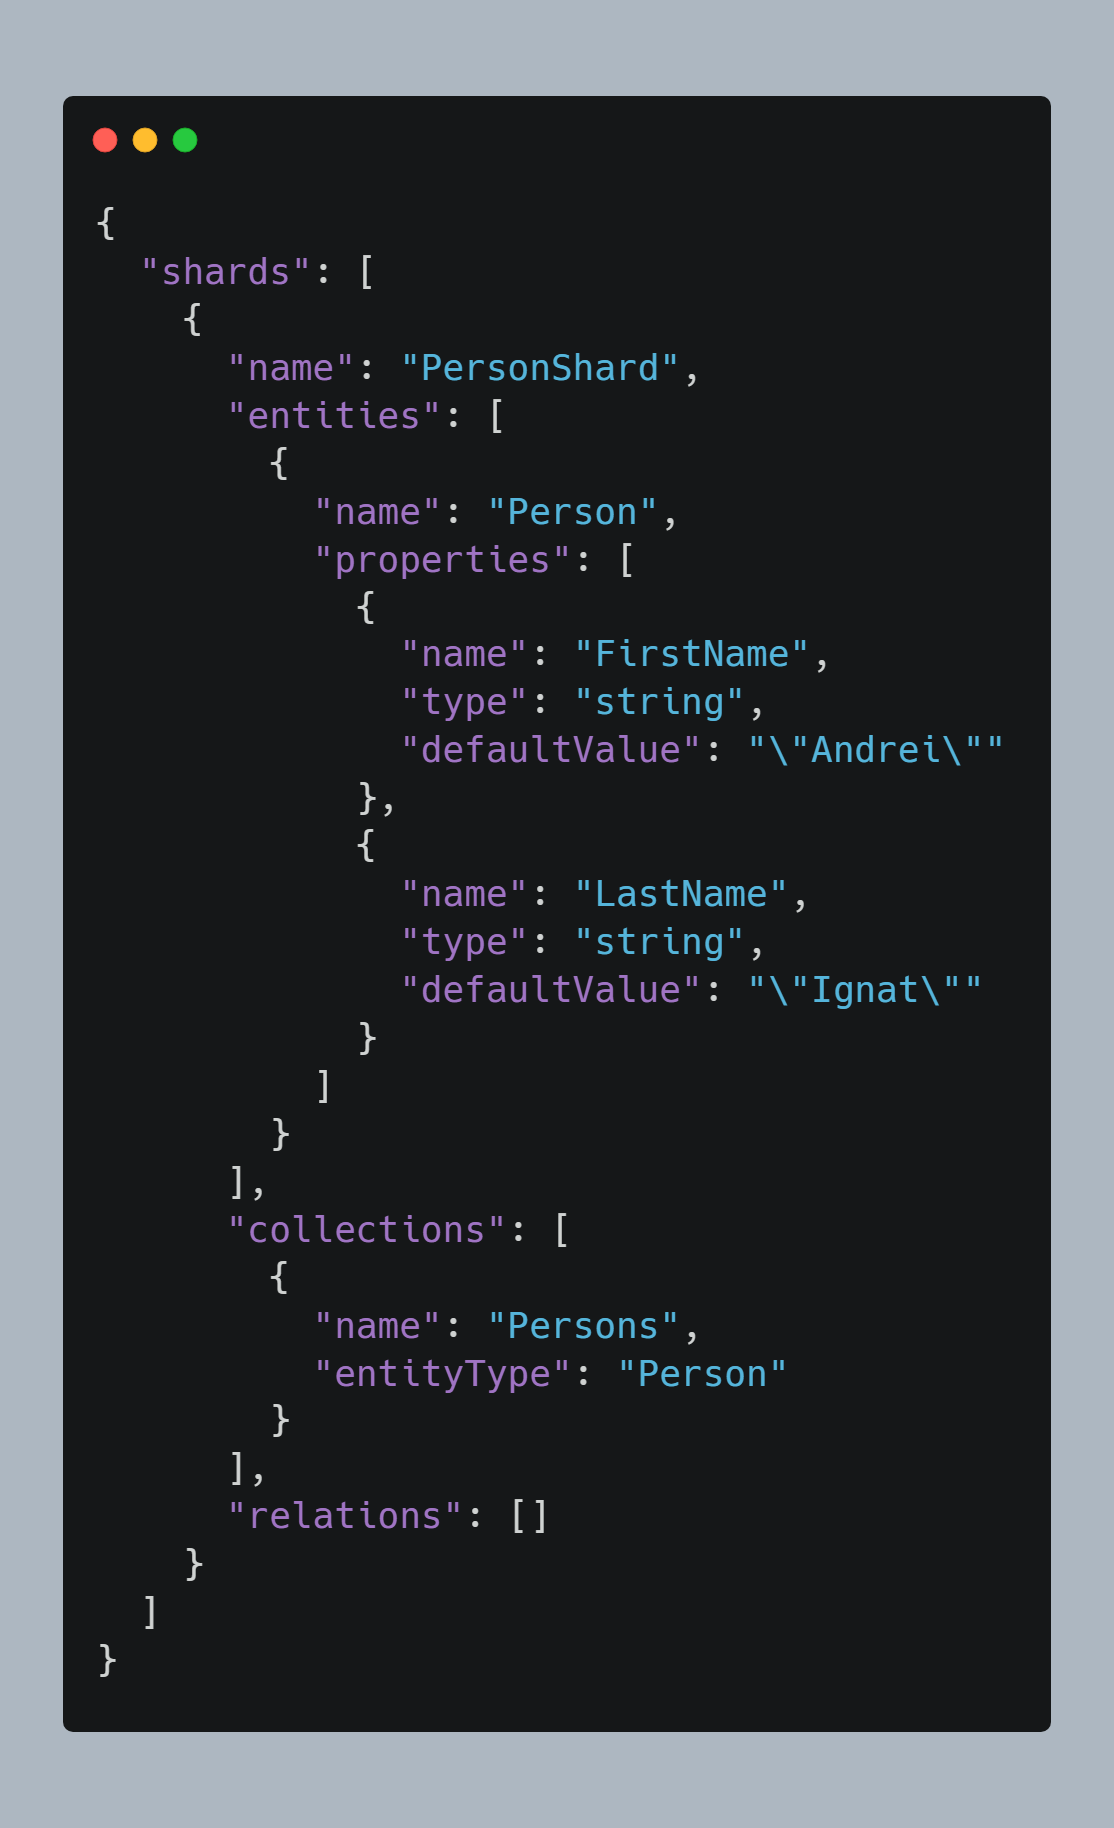 {
  "shards": [
    {
      "name": "PersonShard",
      "entities": [
        {
          "name": "Person",
          "properties": [
            {
              "name": "FirstName",
              "type": "string",
              "defaultValue": "\"Andrei\""
            },
            {
              "name": "LastName",
              "type": "string",
              "defaultValue": "\"Ignat\""
            }
          ]
        }
      ],
      "collections": [
        {
          "name": "Persons",
          "entityType": "Person"
        }
      ],
      "relations": []
    }
  ]
}